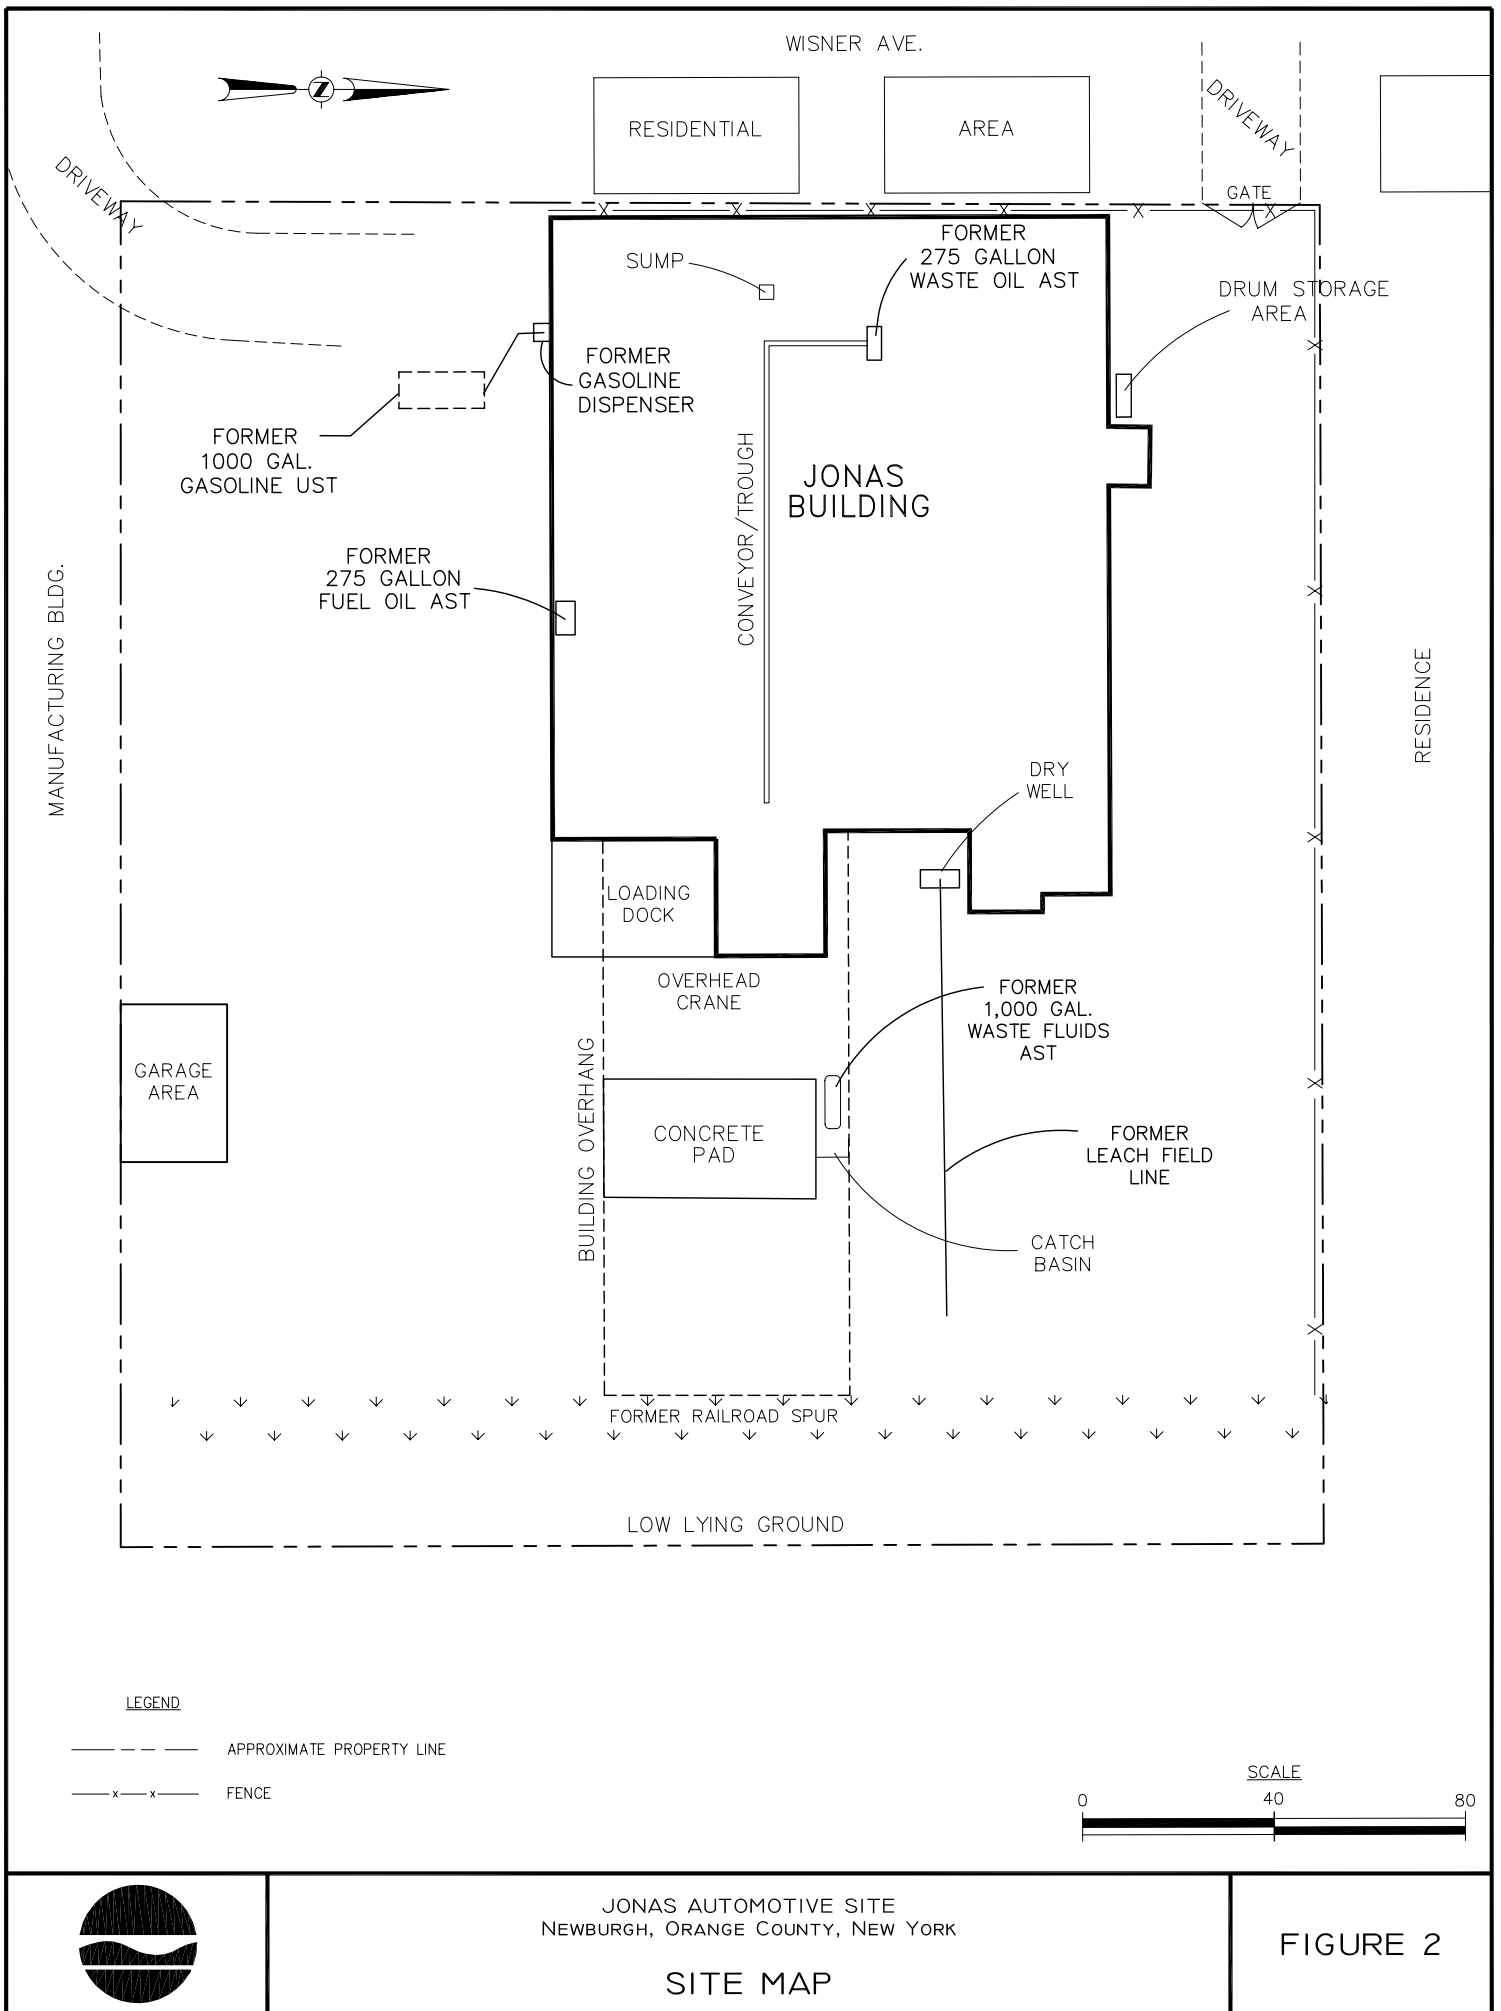 WISNER AVE.
Z
RESIDENTIAL
AREA
DRIVEWAY
DRIVEWAY
GATE
SUMP
FORMER
275 GALLON
WASTE OIL AST
DRUM STORAGE
AREA
FORMER
GASOLINE
DISPENSER
FORMER
1000 GAL.
GASOLINE UST
CONVEYOR/TROUGH
JONAS
BUILDING
FORMER
275 GALLON
FUEL OIL AST
MANUFACTURING BLDG.
RESIDENCE
DRY
WELL
LOADING
DOCK
OVERHEAD
CRANE
FORMER
1,000 GAL.
WASTE FLUIDS
AST
GARAGE
AREA
BUILDING OVERHANG
CONCRETE
PAD
FORMER
LEACH FIELD
LINE
CATCH
BASIN
FORMER RAILROAD SPUR
LOW LYING GROUND
LEGEND
APPROXIMATE PROPERTY LINE
FENCE
SCALE
0 40 80
JONAS AUTOMOTIVE SITE
NEWBURGH, ORANGE COUNTY, NEW YORK
SITE MAP
FIGURE 2